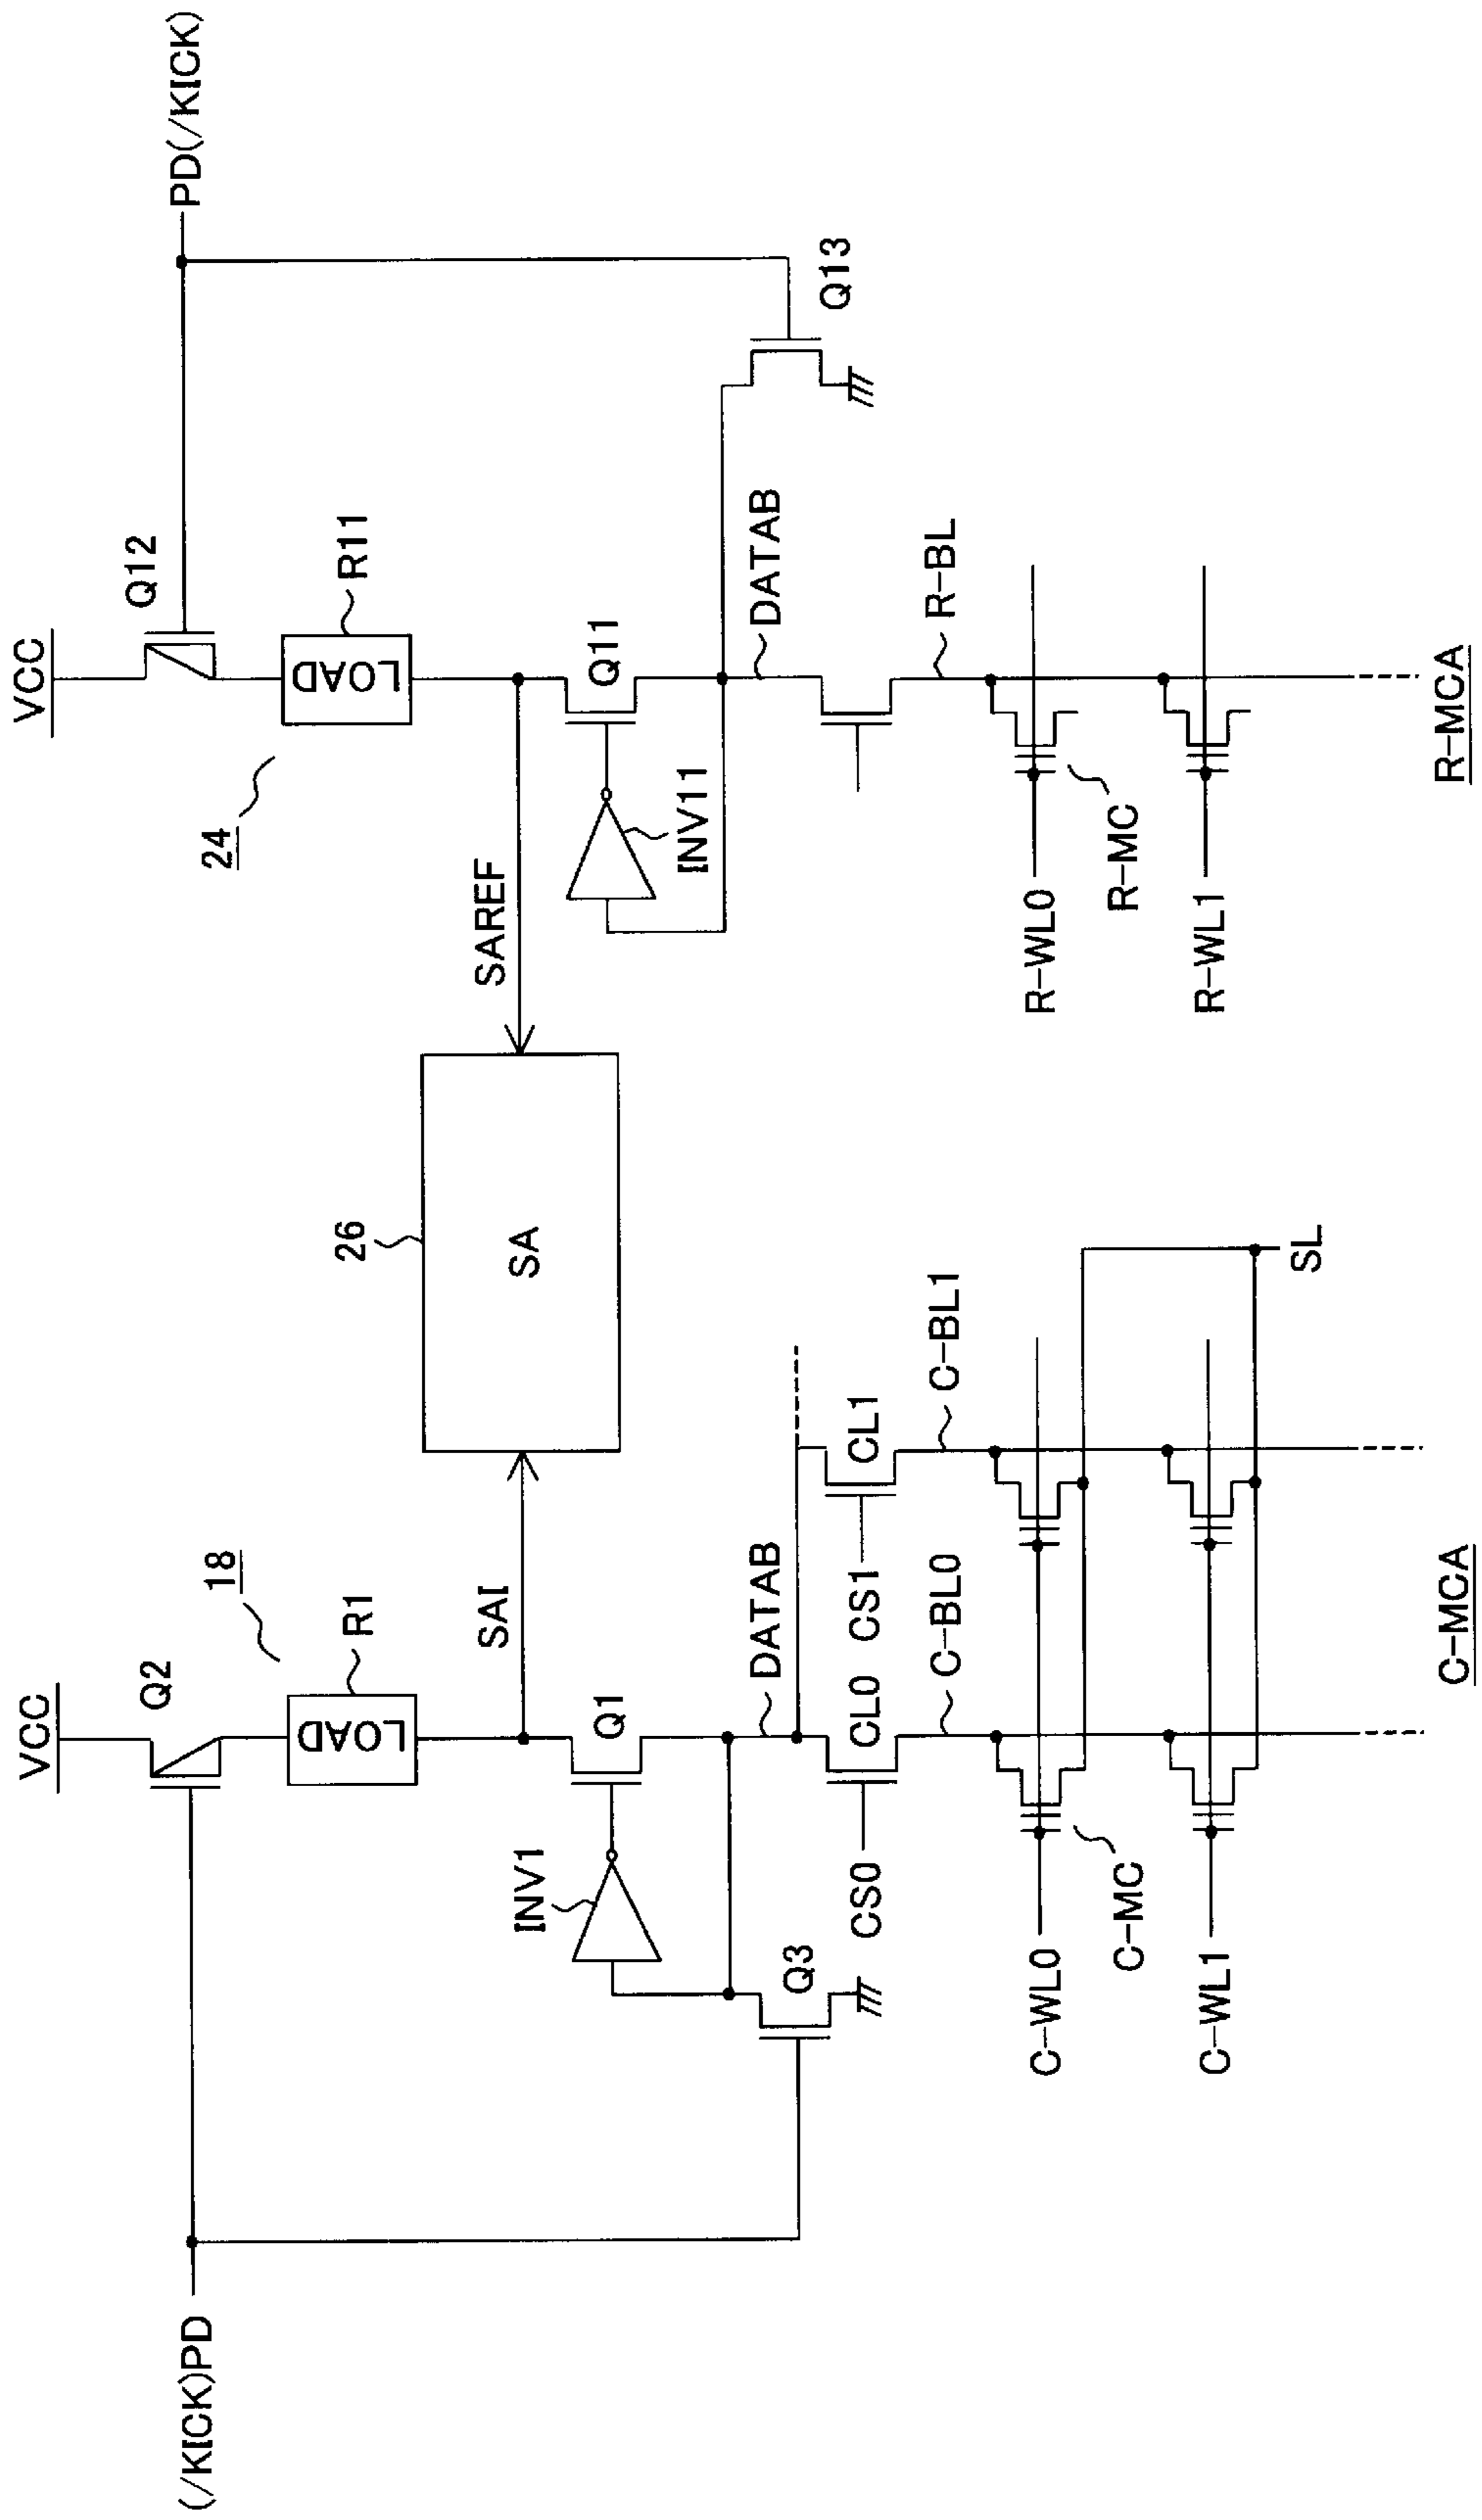 VCC
VCC
Q2
Q12
(/KICK)PD
PD(/KICK)
18
24
LOAD
R1
LOAD
R11
26
SAI
SAREF
SA
INV1
Q1
INV11
Q11
Q3
DATAB
DATAB
Q13
CS0
CL0
CS1
CL1
C-BL0
C-BL1
R-BL
C-WL0
R-WL0
C-MC
R-MC
C-WL1
R-WL1
SL
C-MCA
R-MCA